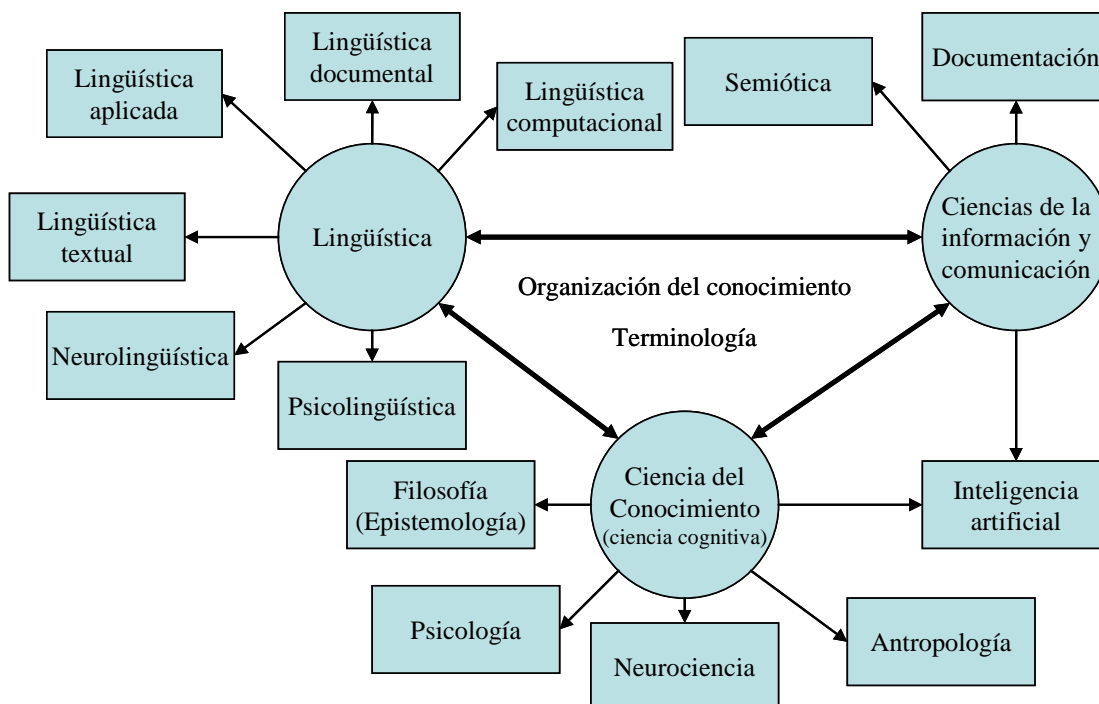 Lingüística
documental
Documentación
Lingüística
aplicada
Semiótica
Lingüística
computacional
Lingüística
textual
Lingüística
Ciencias de la
información y
comunicación
Organización del conocimiento
Terminología
Neurolingüística
Psicolingüística
Filosofía
(Epistemología)
Ciencia del
Conocimiento
(ciencia cognitiva)
Inteligencia
artificial
Psicología
Neurociencia
Antropología